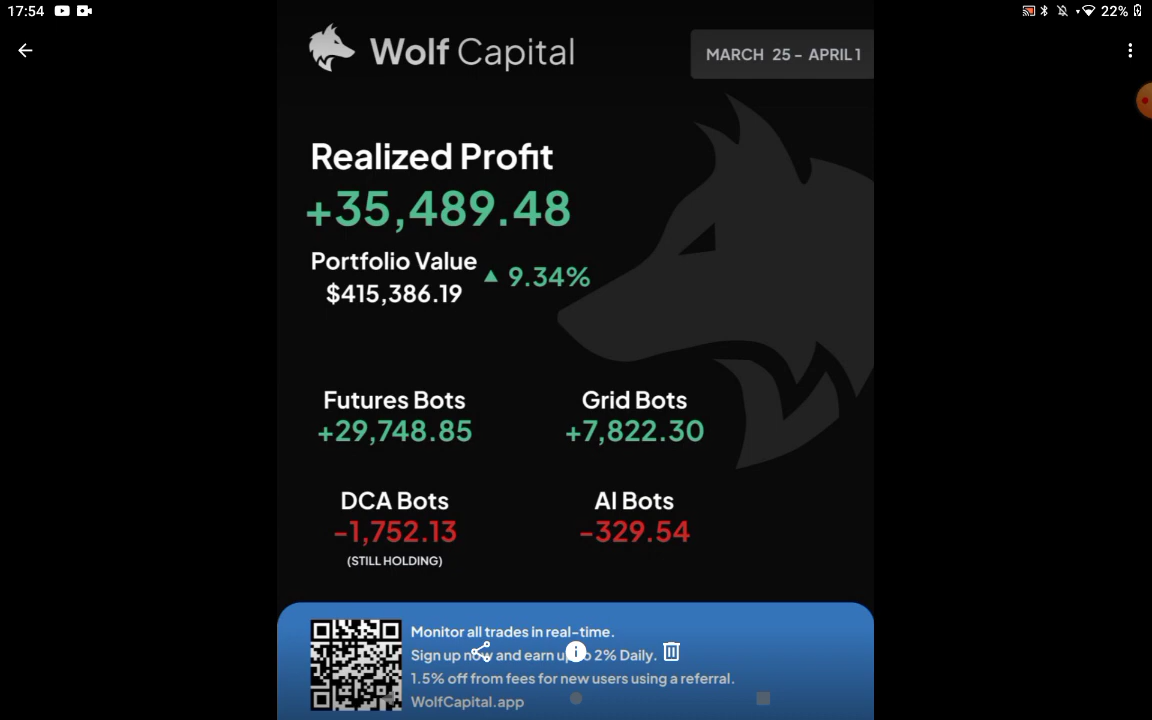 17:54
22%
Wolf Capital
MARCH 25 - APRIL 1
Realized Profit
+35,489.48
Portfolio Value
▲ 9.34%
$415,386.19
Futures Bots
Grid Bots
+29,748.85
+7,822.30
DCA Bots
AI Bots
-1,752.13
-329.54
(STILL HOLDING)
Monitor all trades in real-time.
Sign up now and earn up to 2% Daily.
1.5% off from fees for new users using a referral.
WolfCapital.app